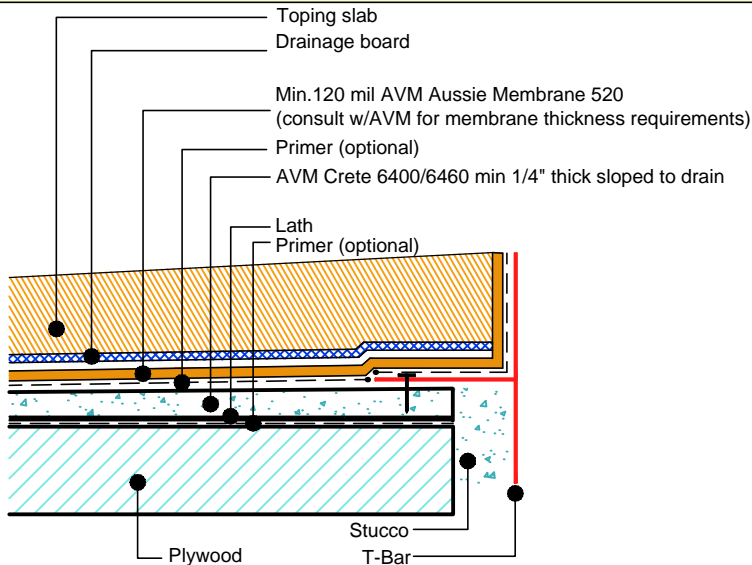 Toping slab
Drainage board
Min.120 mil AVM Aussie Membrane 520
(consult w/AVM for membrane thickness requirements)
Primer (optional)
AVM Crete 6400/6460 min 1/4" thick sloped to drain
Lath
Primer (optional)
Stucco
Plywood
T-Bar